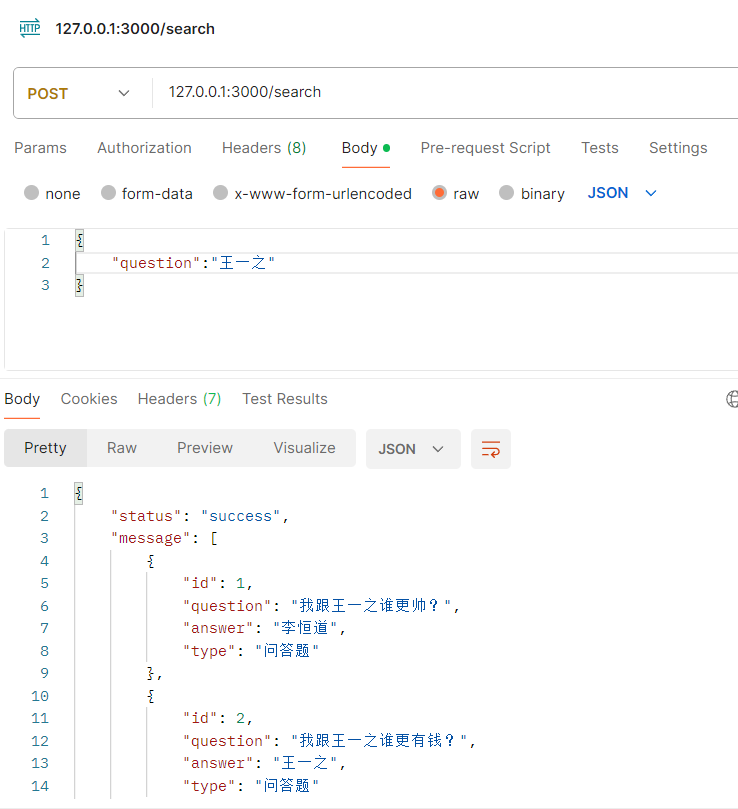 HTTP 127.0.0.1:3000/search
POST 127.0.0.1:3000/search
Params Authorization Headers (8) Body Pre-request Script Tests Settings
none form-data x-www-form-urlencoded raw binary JSON
1 {
2 "question":"王一之"
3 }
Body Cookies Headers (7) Test Results
Pretty Raw Preview Visualize JSON
1 {
2 "status": "success",
3 "message": [
4 {
5 "id": 1,
6 "question": "我跟王一之谁更帅？",
7 "answer": "李恒道",
8 "type": "问答题"
9 },
10 {
11 "id": 2,
12 "question": "我跟王一之谁更有钱？",
13 "answer": "王一之",
14 "type": "问答题"